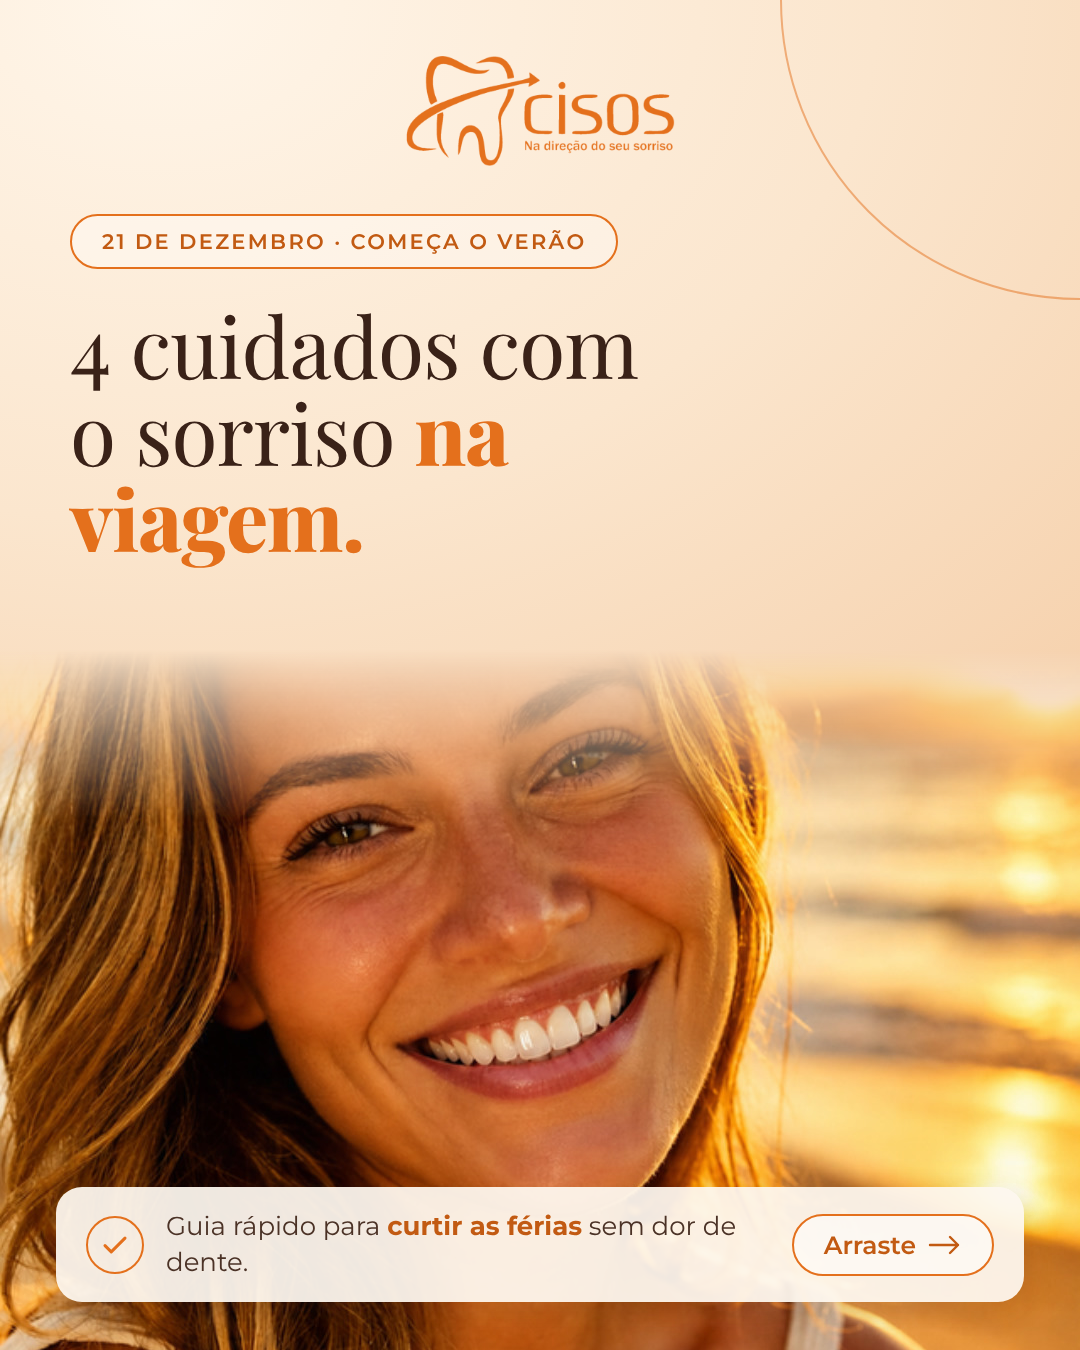 cisos
Na direção do seu sorriso
21 DE DEZEMBRO · COMEÇA O VERÃO
4 cuidados com
o sorriso na
viagem.
Guia rápido para curtir as férias sem dor de
dente.
Arraste →